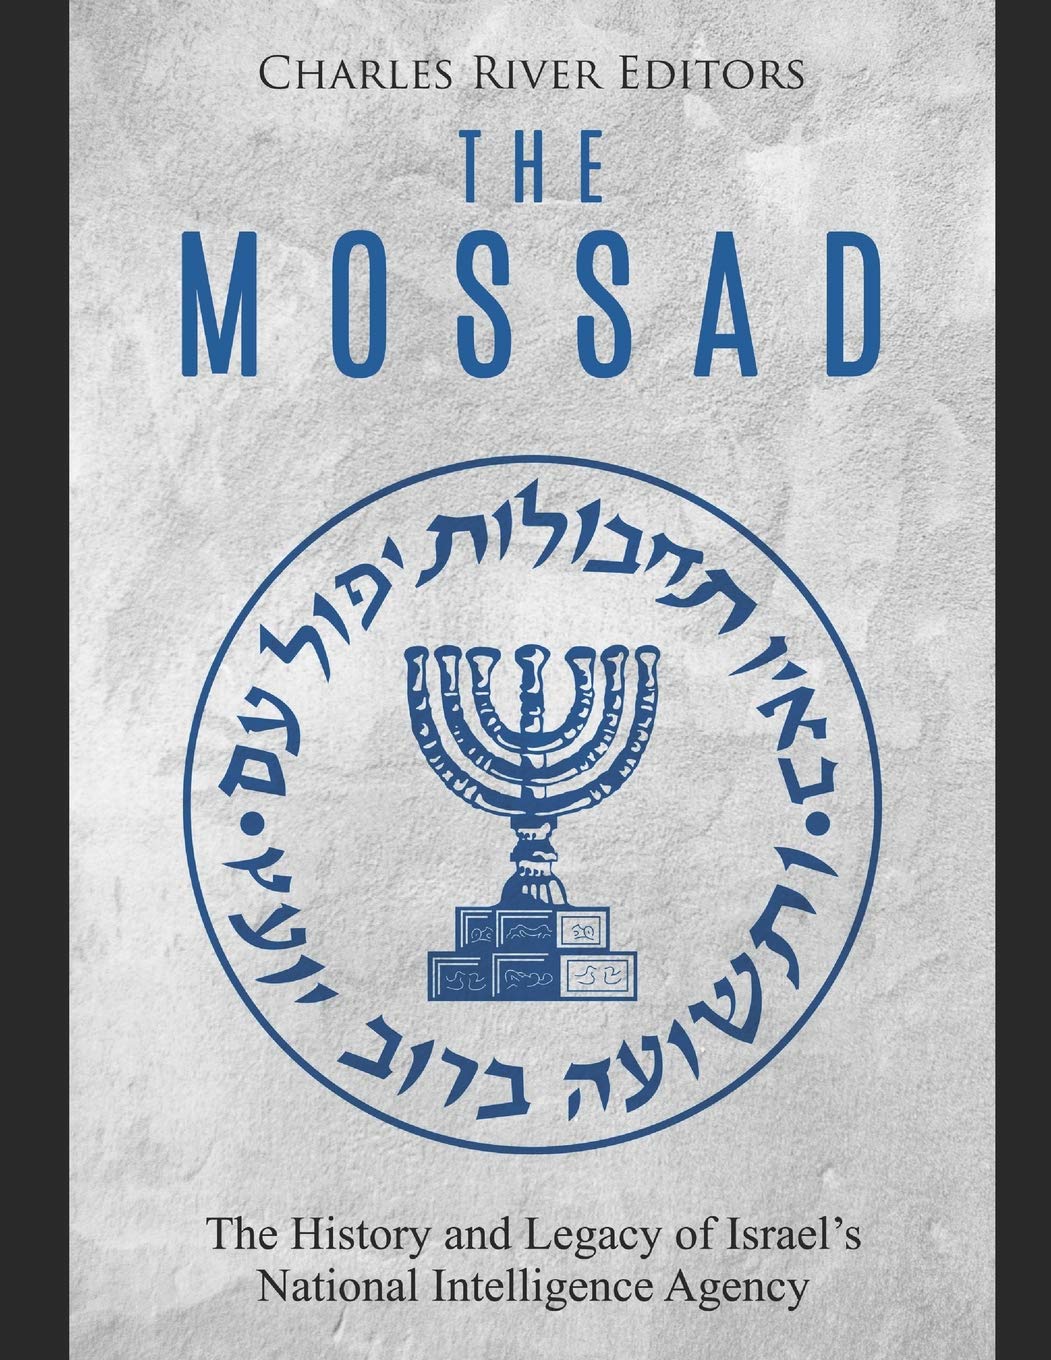 CHARLES RIVER EDITORS
THE
MOSSAD
באין תחבולות יפול עם
ותשועה ברוב יועץ
The History and Legacy of Israel’s
National Intelligence Agency